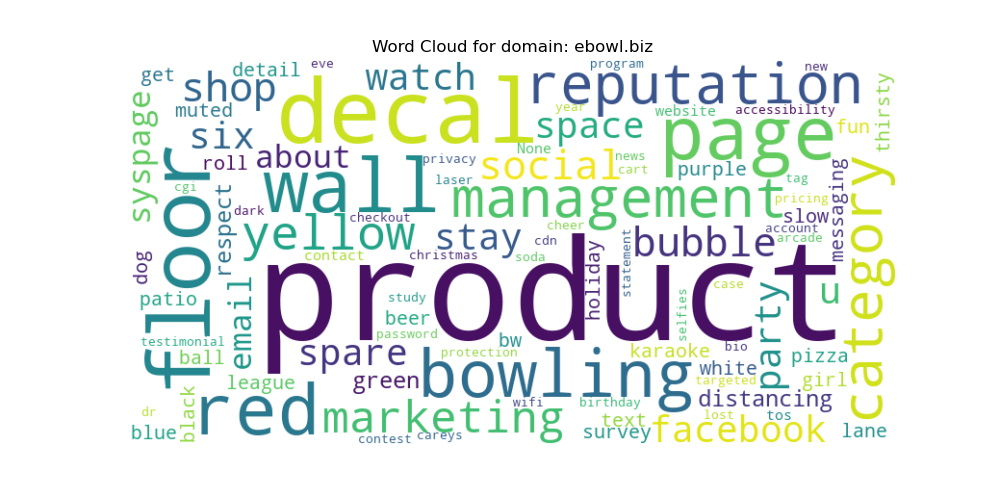 Word Cloud for domain: ebowl.biz
eve
program
new
get
detail
watch
reputation
shop
decal
year
website
accessibility
thirsty
syspage
muted
six
space
page
fun
None
roll
about
privacy
social
news
cart
purple
cgi
wall
laser
tag
messaging
category
floor
respect
dark
management
pricing
slow
yellow
checkout
stay
cheer
bubble
account
arcade
dog
contact
christmas
cdn
soda
holiday
statement
product
u
patio
email
study
beer
selfies
case
party
testimonial
ball
password
bw
spare
protection
karaoke
bio
pizza
league
green
bowling
white
targeted
girl
black
red
wifi
birthday
distancing
dr
marketing
text
lost
tos
blue
contest
careys
survey
facebook
lane